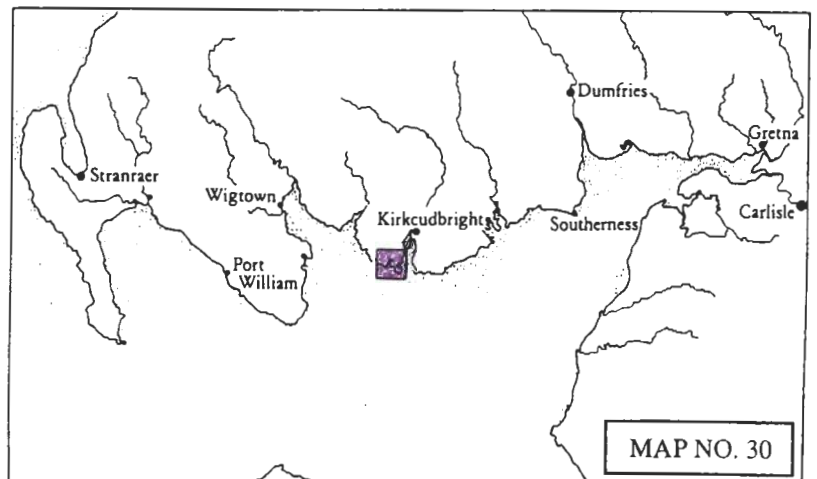 Dumfries
Gretna
Stranraer
Wigtown
Kirkcudbright
Southerness
Carlisle
Port
William
MAP NO. 30